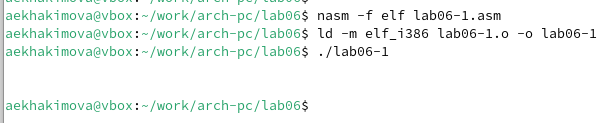 aekhakimova@vbox:~/work/arch-pc/lab06$ nasm -f elf lab06-1.asm
aekhakimova@vbox:~/work/arch-pc/lab06$ ld -m elf_i386 lab06-1.o -o lab06-1
aekhakimova@vbox:~/work/arch-pc/lab06$ ./lab06-1
aekhakimova@vbox:~/work/arch-pc/lab06$